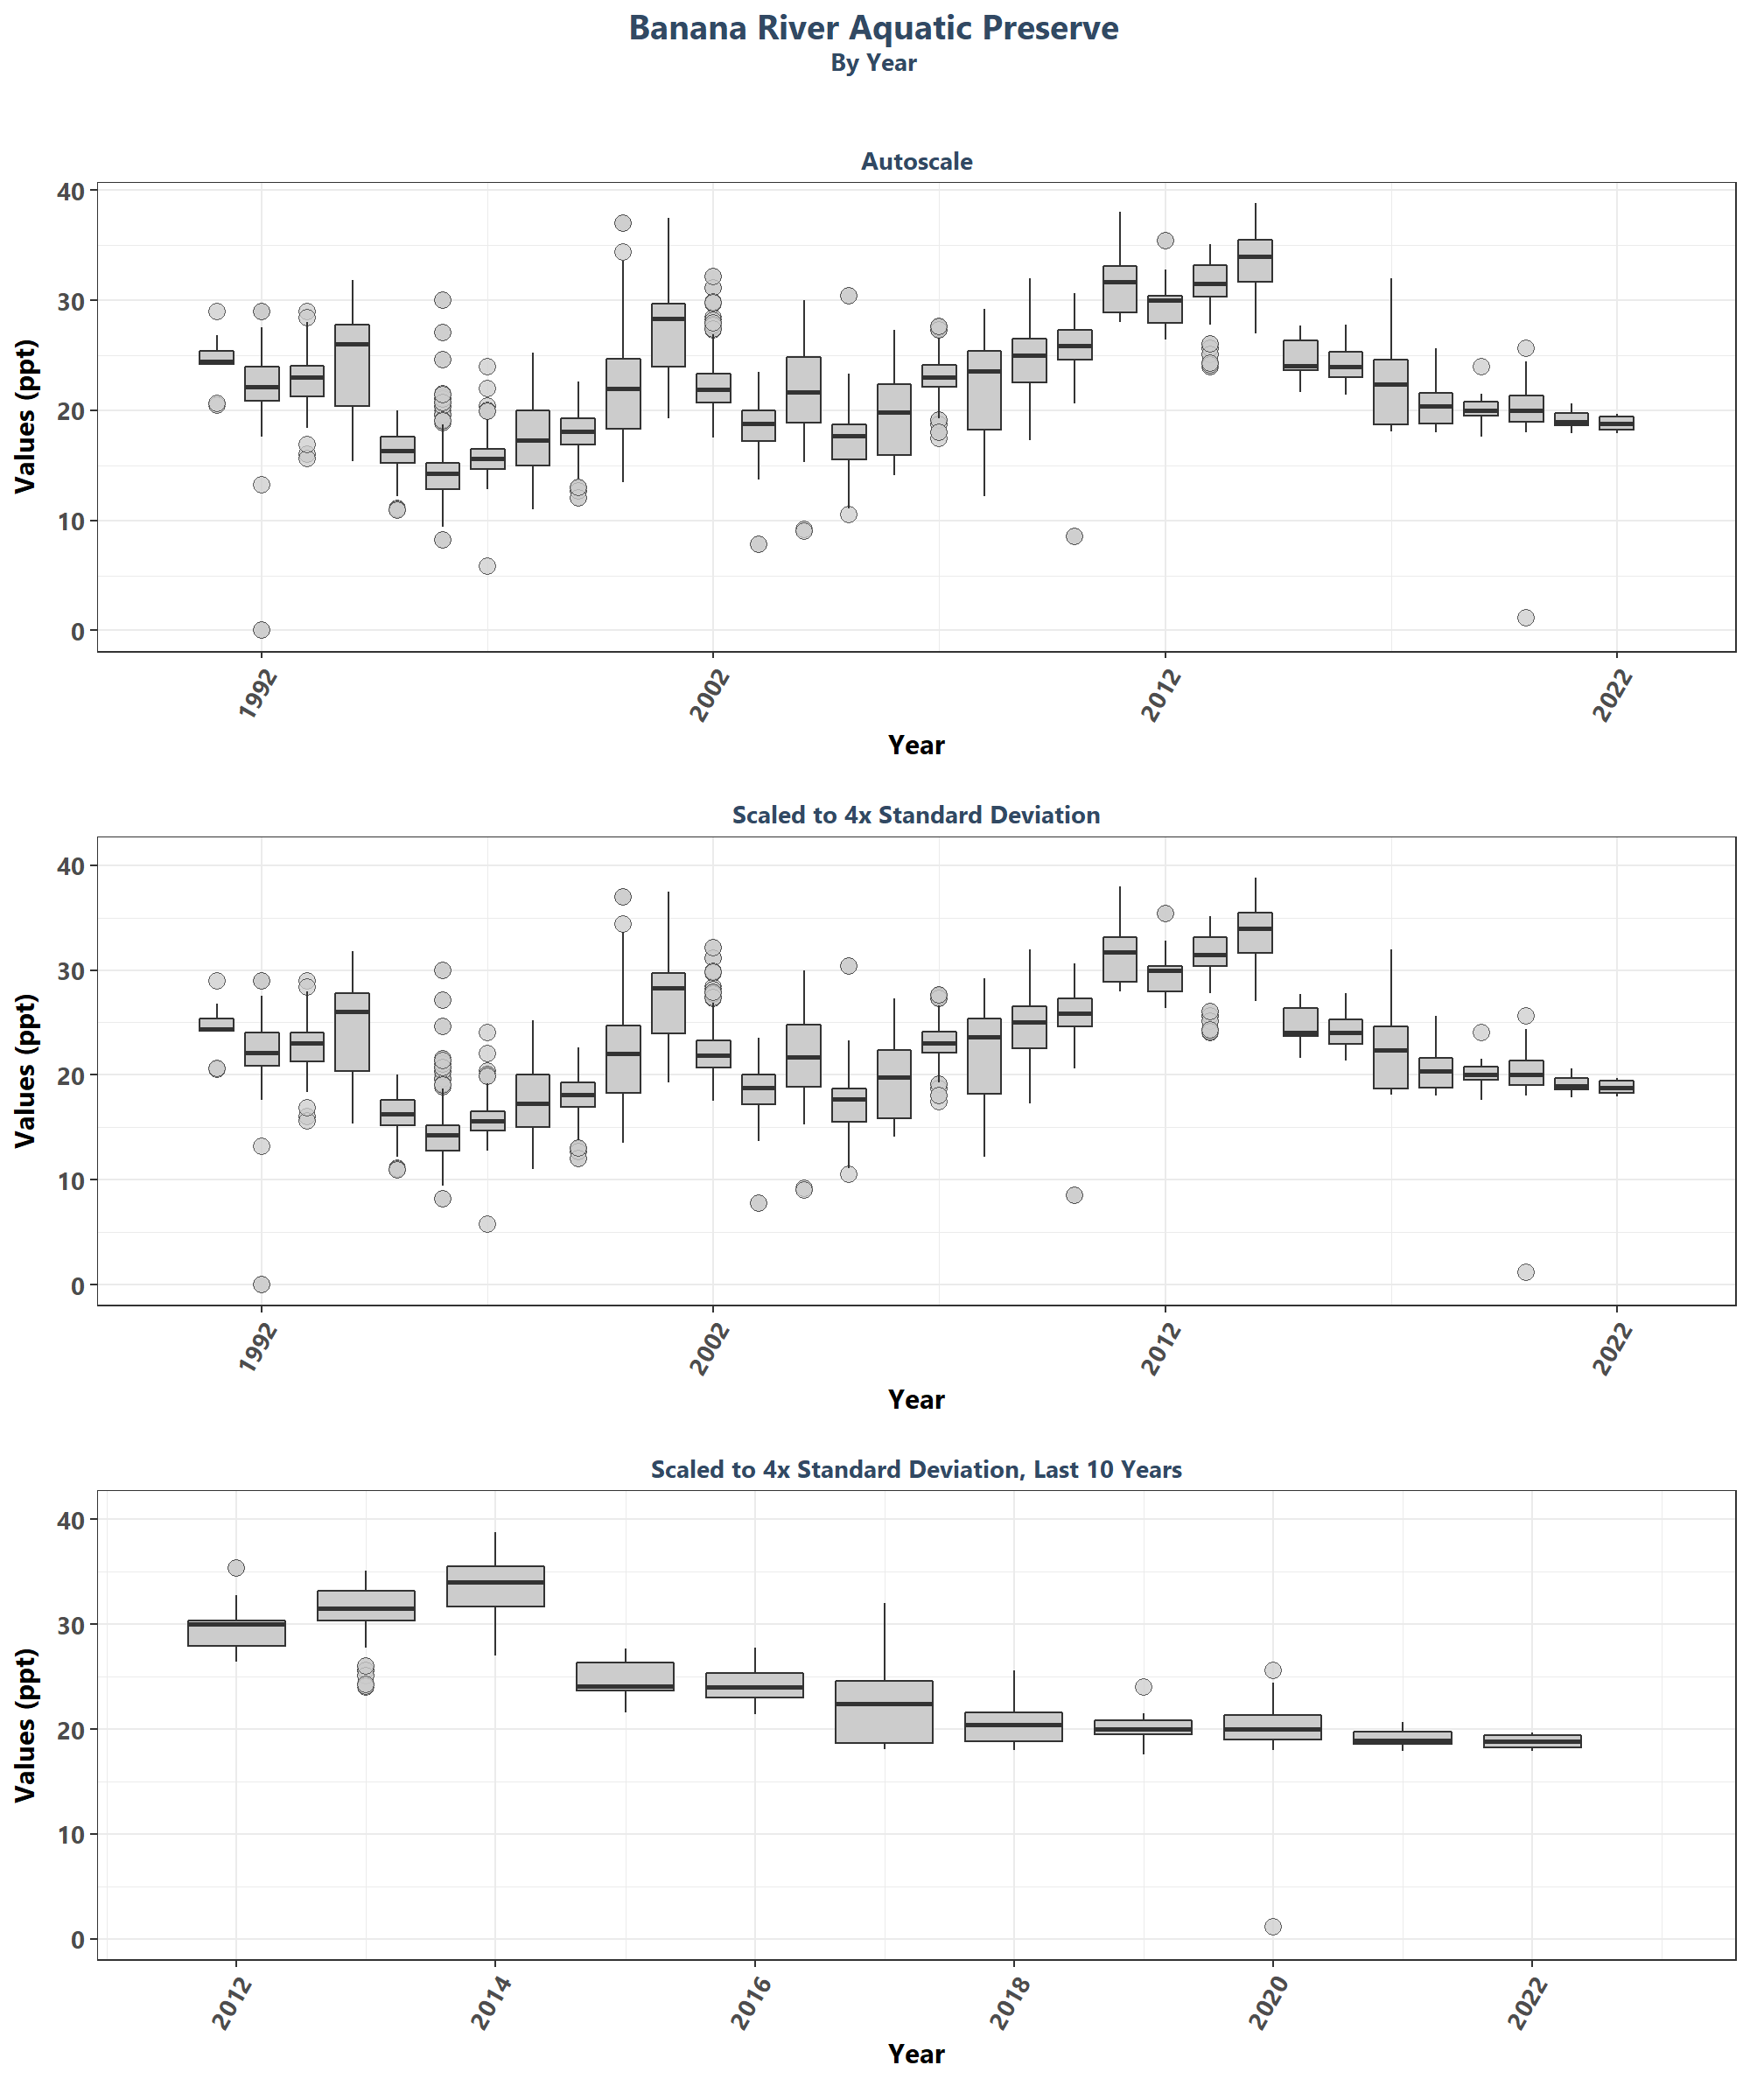 Banana River Aquatic Preserve
By Year
Autoscale
Values (ppt)
40
30
20
10
0
1992
2002
2012
2022
Year
Scaled to 4x Standard Deviation
Values (ppt)
40
30
20
10
0
1992
2002
2012
2022
Year
Scaled to 4x Standard Deviation, Last 10 Years
Values (ppt)
40
30
20
10
0
2012
2014
2016
2018
2020
2022
Year